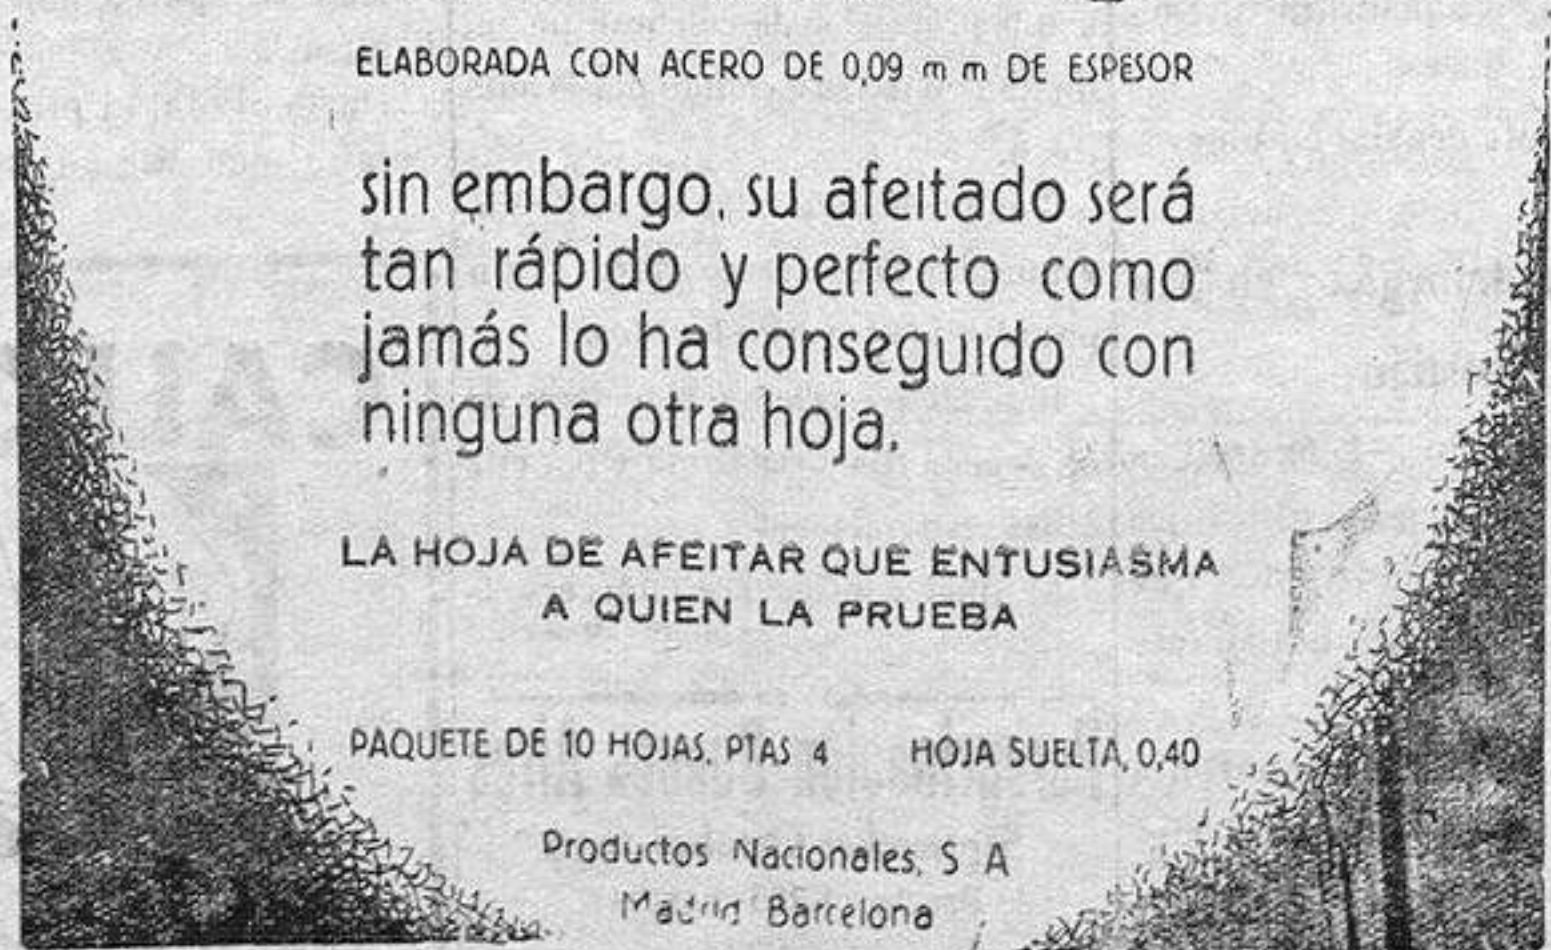 ELABORADA CON ACERO DE 0,09 m m DE ESPESOR
sin embargo, su afeitado será
tan rápido y perfecto como
jamás lo ha conseguido con
ninguna otra hoja.
LA HOJA DE AFEITAR QUE ENTUSIASMA
A QUIEN LA PRUEBA
PAQUETE DE 10 HOJAS, PTAS 4 HOJA SUELTA, 0,40
Productos Nacionales, S A
Madrid Barcelona